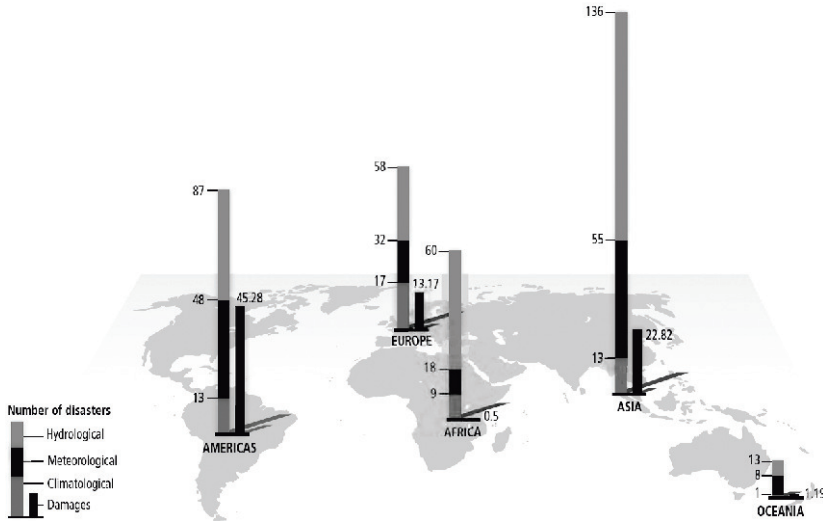 136
87
58
60
32
55
48
17
13.17
45.28
22.82
EUROPE
18
13
13
9
0.5
ASIA
AFRICA
AMERICAS
Number of disasters
Hydrological
Meteorological
Climatological
Damages
13
8
1
1.19
OCEANIA